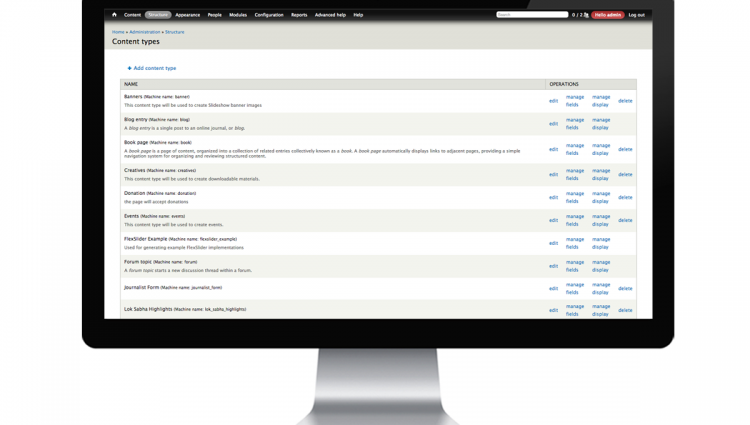 Content Structure Appearance People Modules Configuration Reports Advanced help Help Search 0 / 2 Hello admin Log out
Home » Administration » Structure
Content types
+ Add content type
NAME OPERATIONS
Banners (Machine name: banner)
This content type will be used to create Slideshow banner images
edit manage fields manage display delete
Blog entry (Machine name: blog)
A blog entry is a single post to an online journal, or blog.
edit manage fields manage display
Book page (Machine name: book)
A book page is a page of content, organized into a collection of related entries collectively known as a book. A book page automatically displays links to adjacent pages, providing a simple
navigation system for organizing and reviewing structured content.
edit manage fields manage display delete
Creatives (Machine name: creatives)
This content type will be used to create downloadable materials.
edit manage fields manage display delete
Donation (Machine name: donation)
the page will accept donations
edit manage fields manage display delete
Events (Machine name: events)
This content type will be used to create events.
edit manage fields manage display delete
FlexSlider Example (Machine name: flexslider_example)
Used for generating example FlexSlider implementations
edit manage fields manage display
Forum topic (Machine name: forum)
A forum topic starts a new discussion thread within a forum.
edit manage fields manage display
Journalist Form (Machine name: journalist_form)
edit manage fields manage display delete
Lok Sabha Highlights (Machine name: lok_sabha_highlights)
edit manage fields manage display delete